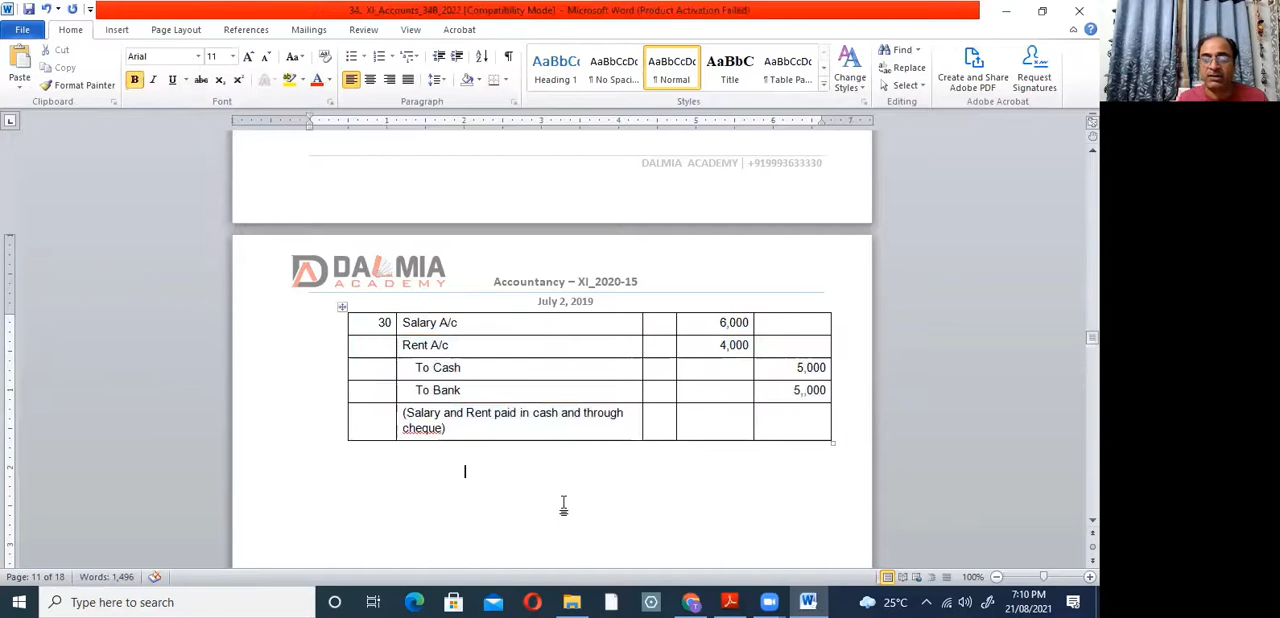 34. XI_Accounts_34B_2022 [Compatibility Mode] - Microsoft Word (Product Activation Failed)
File Home Insert Page Layout References Mailings Review View Acrobat
Paste
Cut
Copy
Format Painter
Clipboard
Arial 11
Font
Paragraph
AaBbCc AaBbCcDc AaBbCcDc AaBbC AaBbCcDc
Heading 1 ¶ No Spaci... ¶ Normal Title ¶ Table Pa...
Styles
Change Styles
Find
Replace
Select
Editing
Create and Share Adobe PDF
Request Signatures
Adobe Acrobat
DALMIA ACADEMY | +919993633330
DALMIA
ACADEMY
Accountancy – XI_2020-15
July 2, 2019
30 Salary A/c 6,000
Rent A/c 4,000
To Cash 5,000
To Bank 5,,000
(Salary and Rent paid in cash and through
cheque)
Page: 11 of 18 Words: 1,496 100%
Type here to search
25°C
7:10 PM
21/08/2021